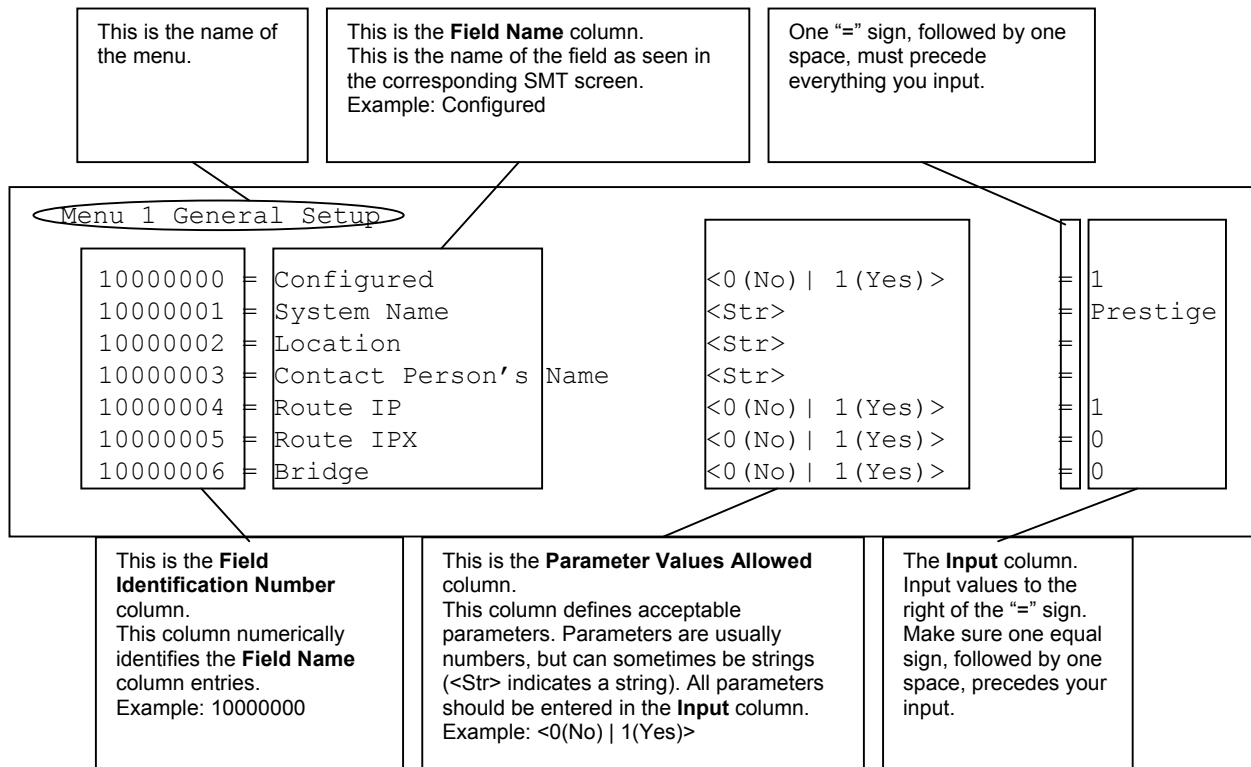 This is the name of
the menu.
This is the Field Name column.
This is the name of the field as seen in
the corresponding SMT screen.
Example: Configured
One “=” sign, followed by one
space, must precede
everything you input.
Menu 1 General Setup
10000000 = Configured <0(No)| 1(Yes)> = 1
10000001 = System Name <Str> = Prestige
10000002 = Location <Str> =
10000003 = Contact Person’s Name <Str> =
10000004 = Route IP <0(No)| 1(Yes)> = 1
10000005 = Route IPX <0(No)| 1(Yes)> = 0
10000006 = Bridge <0(No)| 1(Yes)> = 0
This is the Field
Identification Number
column.
This column numerically
identifies the Field Name
column entries.
Example: 10000000
This is the Parameter Values Allowed
column.
This column defines acceptable
parameters. Parameters are usually
numbers, but can sometimes be strings
(<Str> indicates a string). All parameters
should be entered in the Input column.
Example: <0(No) | 1(Yes)>
The Input column.
Input values to the
right of the “=” sign.
Make sure one equal
sign, followed by one
space, precedes your
input.